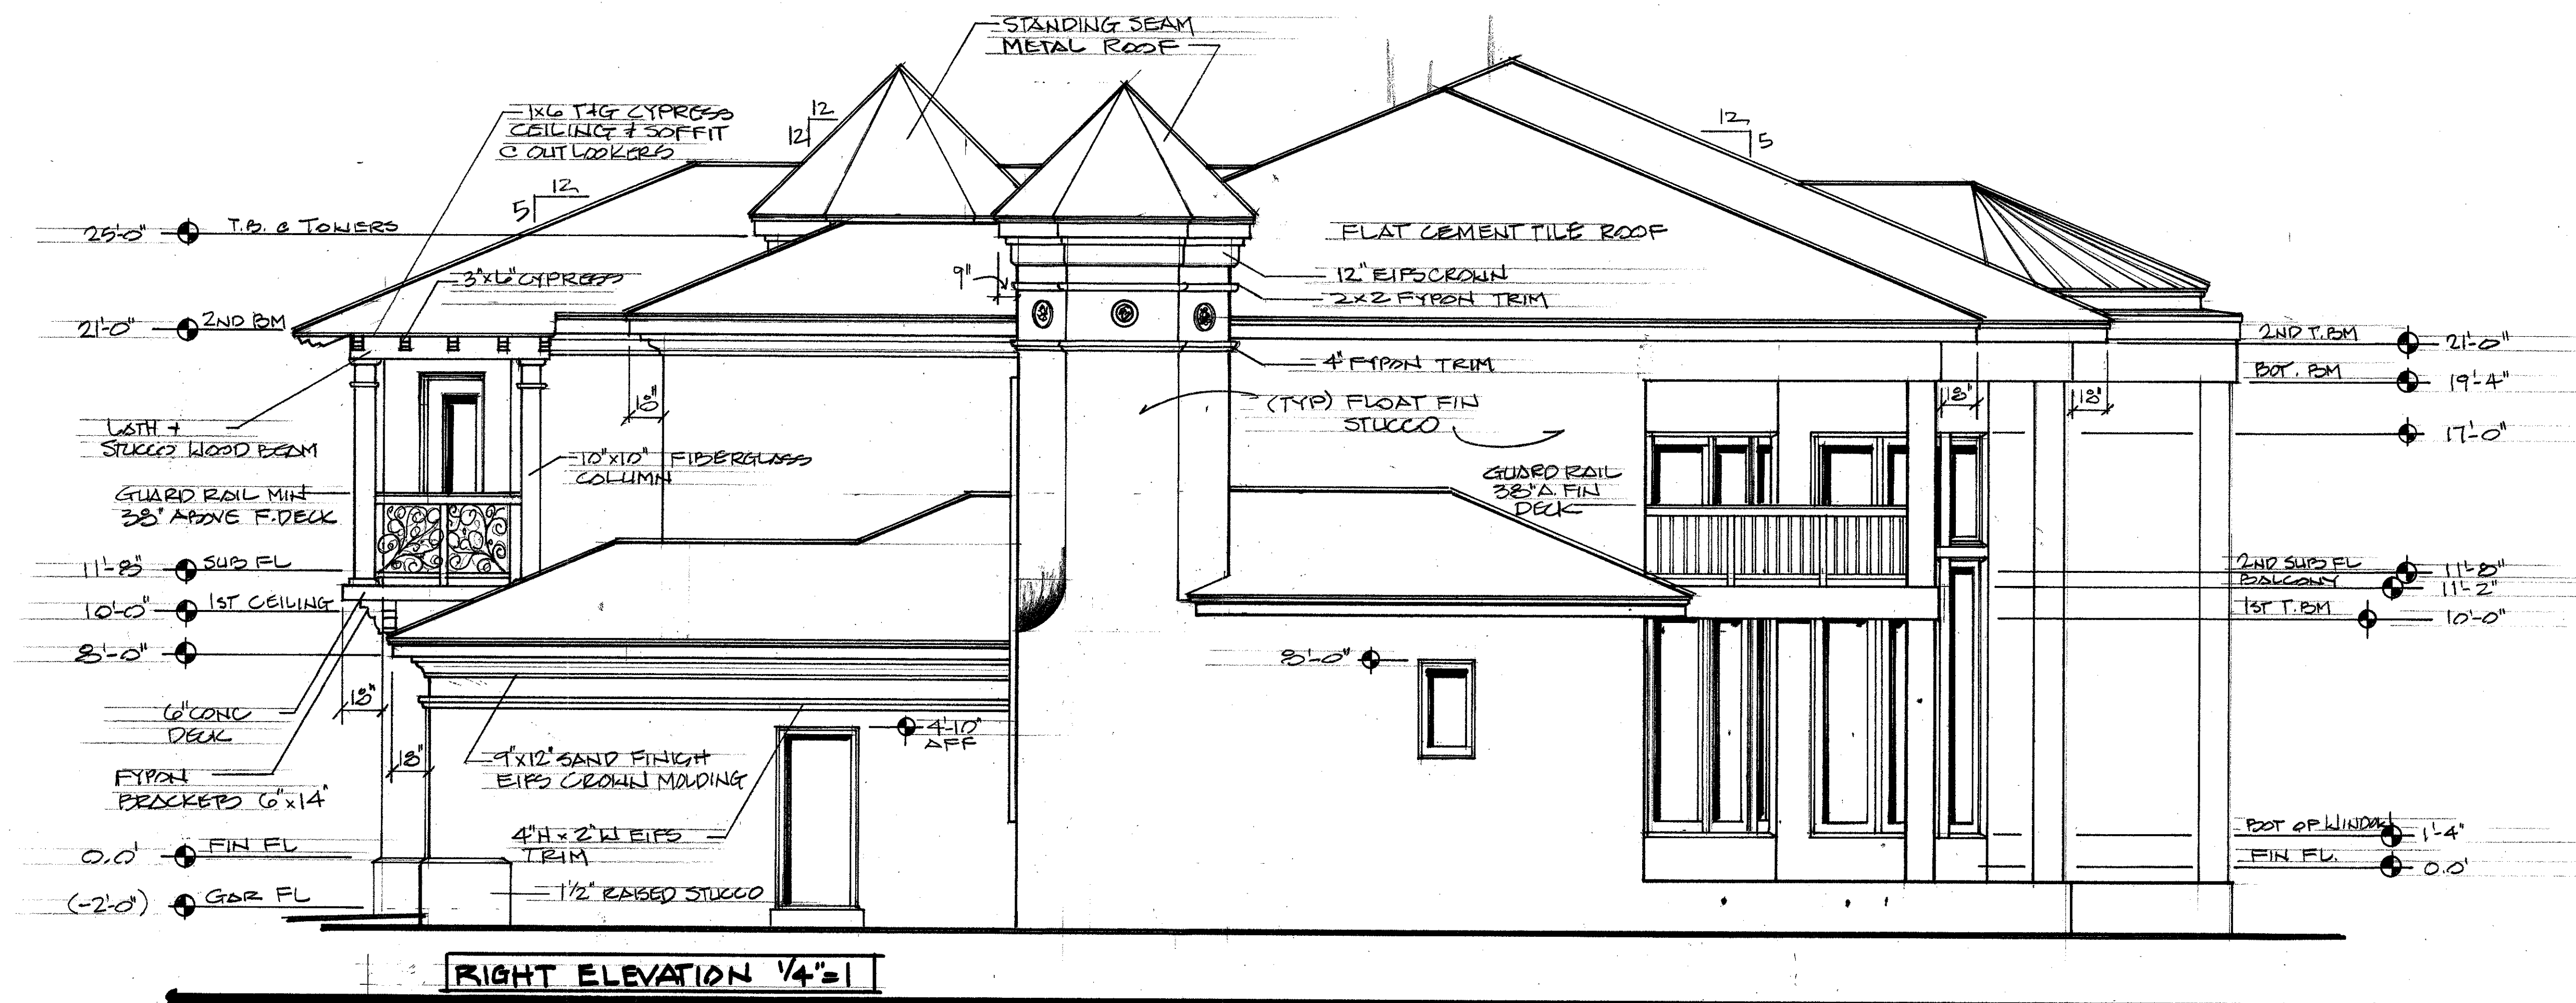 STANDING SEAM
METAL ROOF
1x6 T+G CYPRESS
CEILING + SOFFIT
C OUTLOOKERS
12
12
12
5
12
5
25'-0" T.B. @ TOWERS
3"x6" CYPRESS
21'-0" 2ND BM
9"
FLAT CEMENT TILE ROOF
12" EIFS CROWN
2x2 FYPON TRIM
4" FYPON TRIM
2ND T.BM 21'-0"
BOT. BM 19'-4"
18"
18"
18"
(TYP) FLOAT FIN
STUCCO
17'-0"
LATH +
STUCCO WOOD BEAM
10"x10" FIBERGLASS
COLUMN
GUARD RAIL MIN
38" ABOVE F.DECK
GUARD RAIL
38" A. FIN
DECK
11'-8" SUB FL
10'-0" 1ST CEILING
8'-0"
2ND SUB FL 11'-8"
BALCONY 11'-2"
1ST T.BM 10'-0"
8'-0"
18"
6" CONC
DECK
18"
FYPON
BRACKETS 6"x14"
4'-10"
AFF
9"x12" SAND FINIGH
EIFS CROWN MOLDING
4"H x 2"W EIFS
TRIM
1 1/2" RAISED STUCCO
0.0' FIN FL
(-2'-0") GAR FL
BOT OF WINDOW 1'-4"
FIN FL. 0.0'
RIGHT ELEVATION 1/4"=1